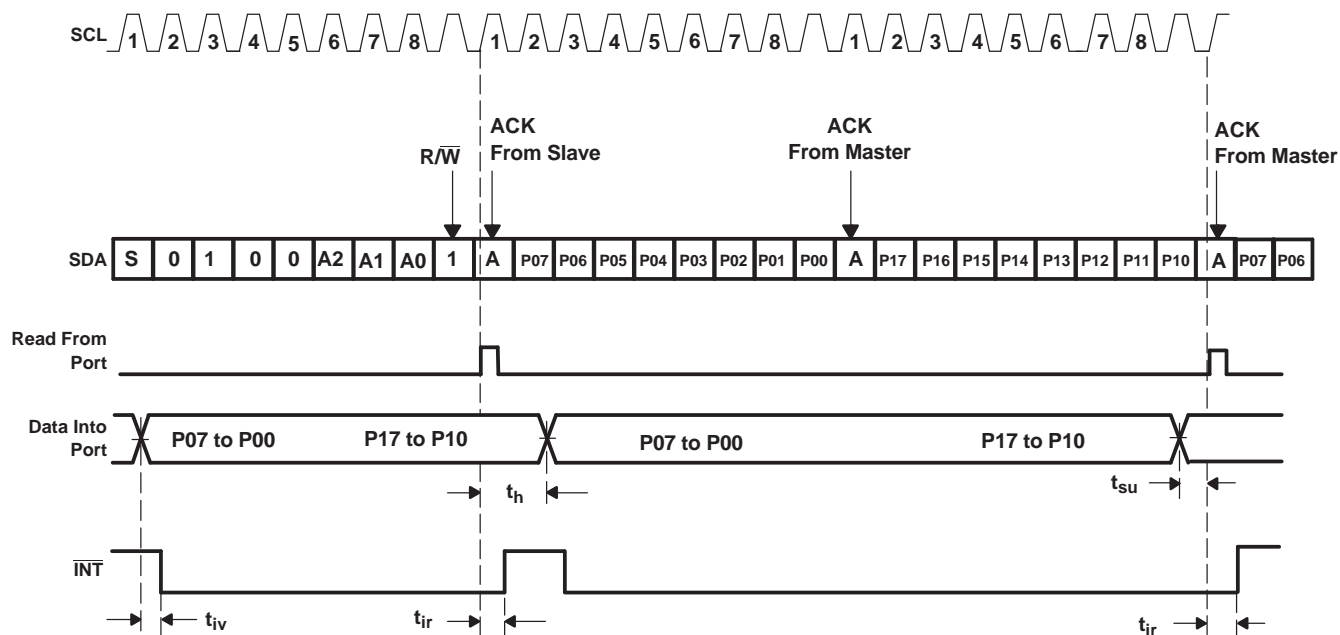 SCL 1 2 3 4 5 6 7 8 1 2 3 4 5 6 7 8 1 2 3 4 5 6 7 8
R/W̅
ACK
From Slave
ACK
From Master
ACK
From Master
SDA S 0 1 0 0 A2 A1 A0 1 A P07 P06 P05 P04 P03 P02 P01 P00 A P17 P16 P15 P14 P13 P12 P11 P10 A P07 P06
Read From
Port
Data Into
Port
P07 to P00 P17 to P10 P07 to P00 P17 to P10
th tsu
I̅N̅T̅
tiv tir tir